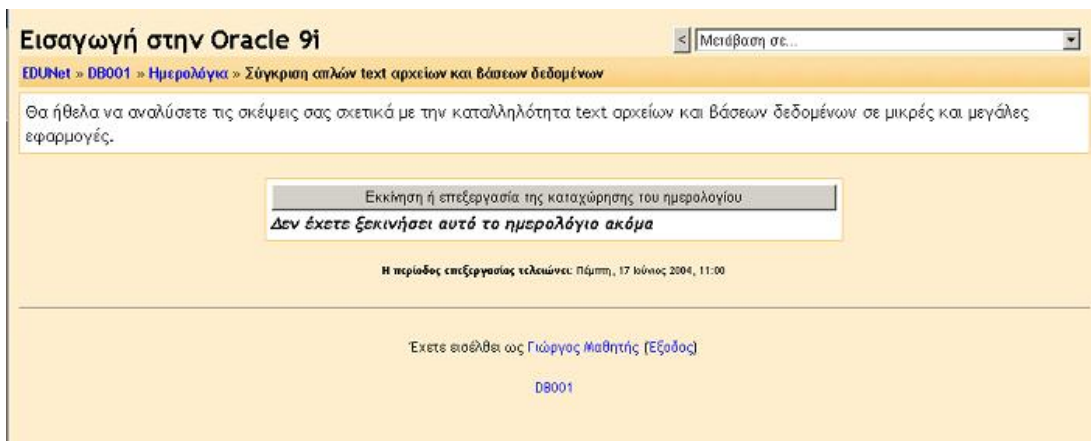 Εισαγωγή στην Oracle 9i
< Μετάβαση σε...
EDUNet » DB001 » Ημερολόγια » Σύγκριση απλών text αρχείων και βάσεων δεδομένων
Θα ήθελα να αναλύσετε τις σκέψεις σας σχετικά με την καταλληλότητα text αρχείων και βάσεων δεδομένων σε μικρές και μεγάλες
εφαρμογές.
Εκκίνηση ή επεξεργασία της καταχώρησης του ημερολογίου
Δεν έχετε ξεκινήσει αυτό το ημερολόγιο ακόμα
Η περίοδος επεξεργασίας τελειώνει: Πέμπτη, 17 Ιούνιος 2004, 11:00
Έχετε εισέλθει ως Γιώργος Μαθητής (Έξοδος)
DB001